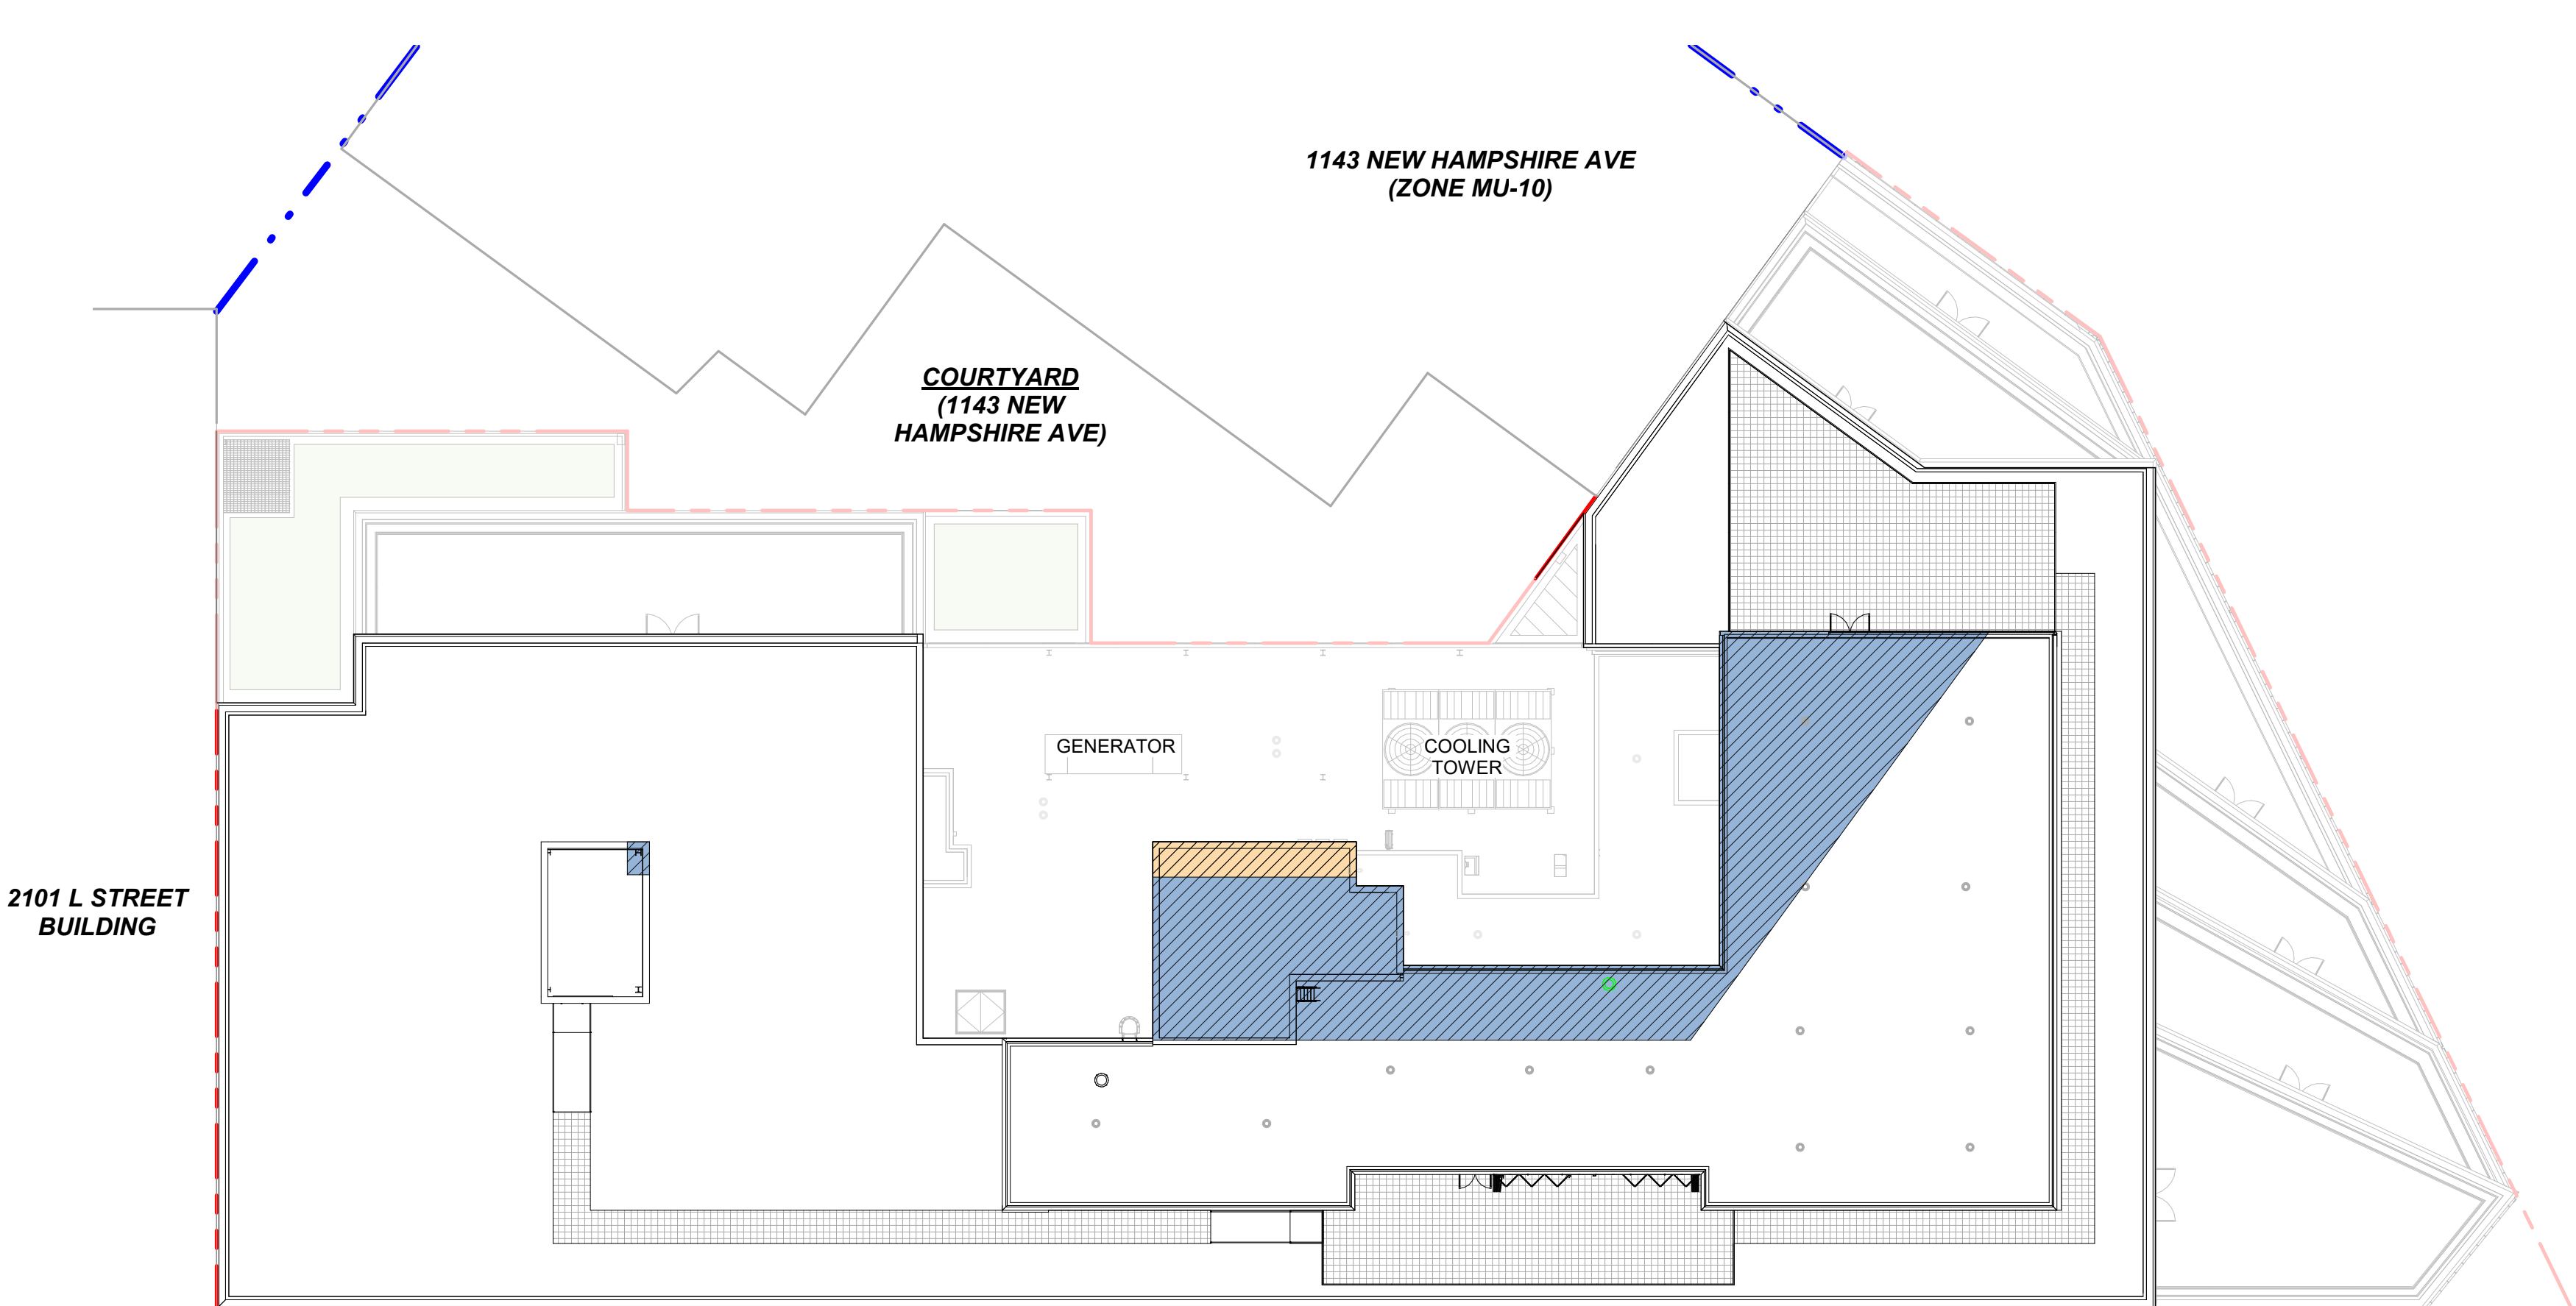 1143 NEW HAMPSHIRE AVE
(ZONE MU-10)
COURTYARD
(1143 NEW
HAMPSHIRE AVE)
GENERATOR
COOLING
TOWER
2101 L STREET
BUILDING